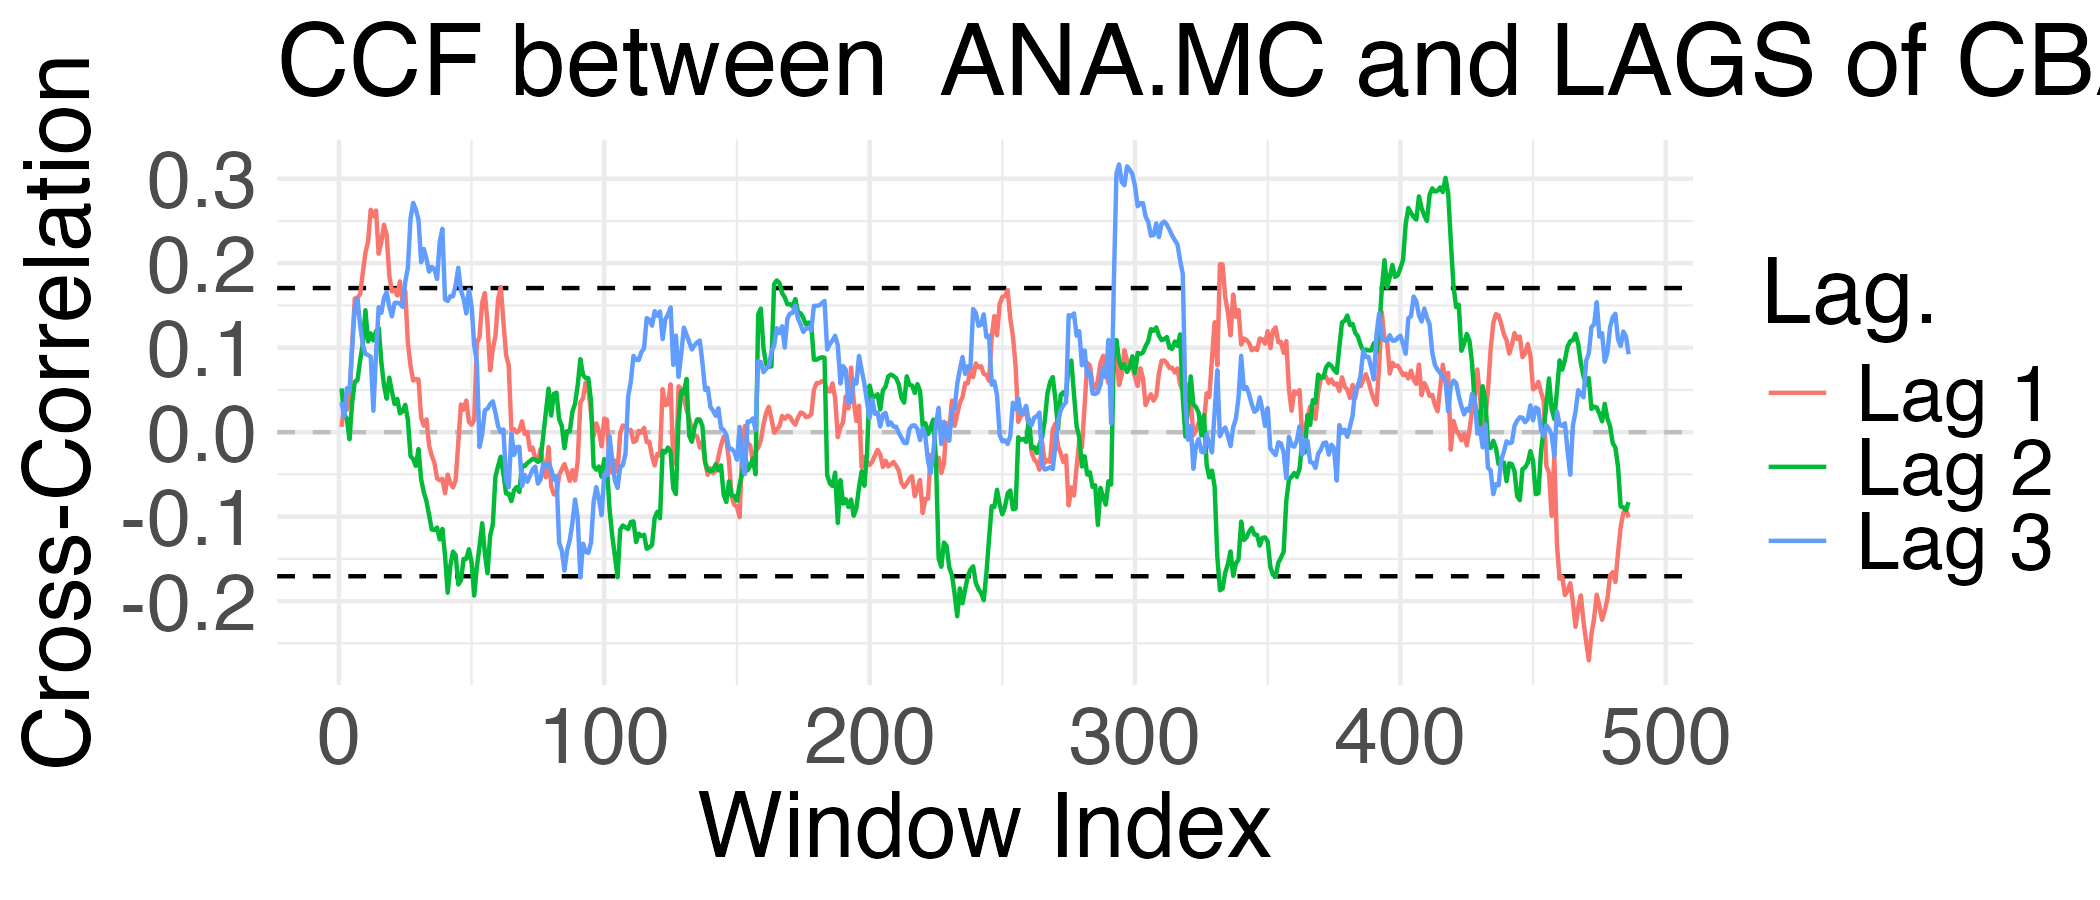 CCF between ANA.MC and LAGS of CB
Cross-Correlation
0.3
0.2
0.1
0.0
-0.1
-0.2
0 100 200 300 400 500
Window Index
Lag.
Lag 1
Lag 2
Lag 3